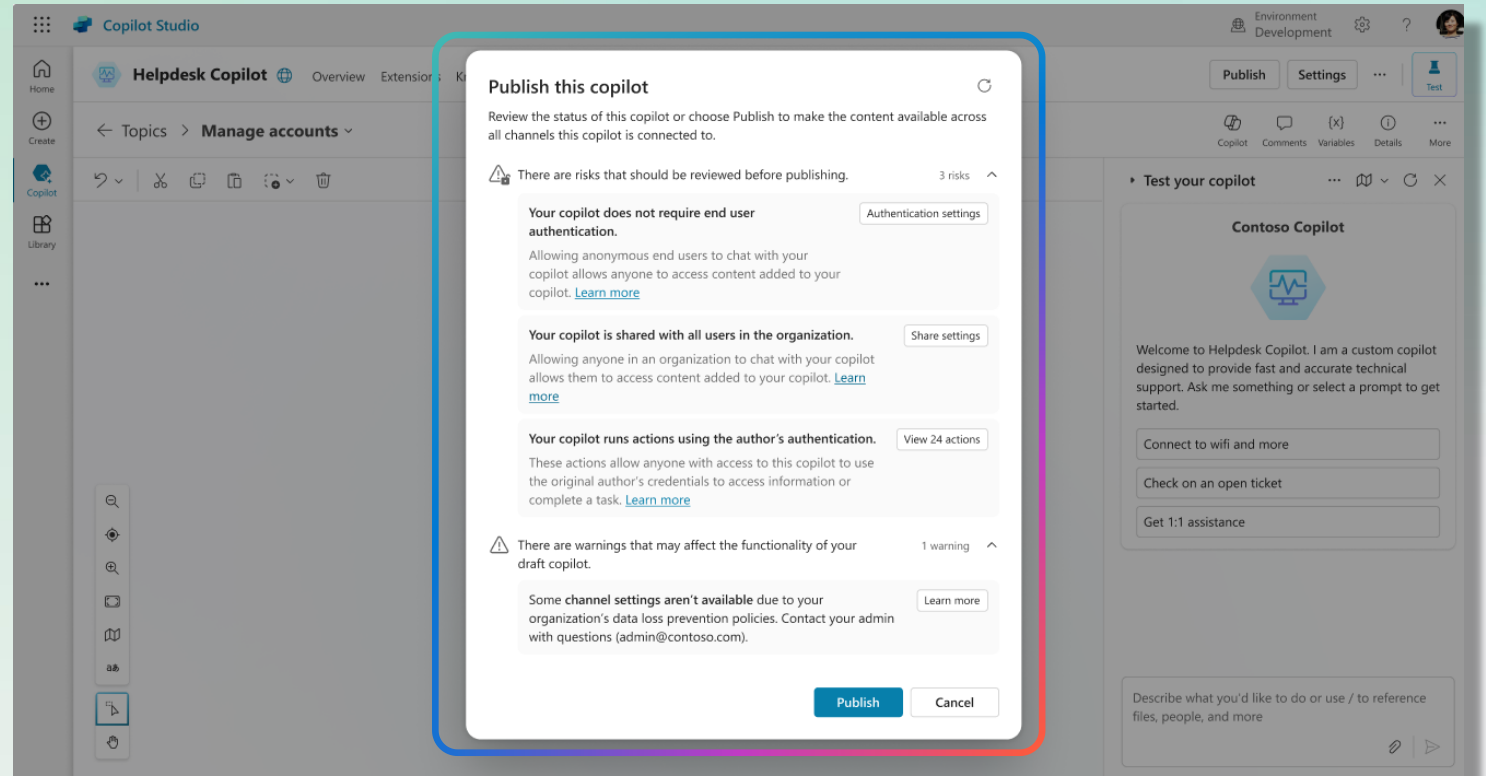 Copilot Studio
Environment
Development
?
Home
Create
Copilot
Library
Helpdesk Copilot
Overview
Extensions
Publish
Settings
Test
Topics > Manage accounts
Copilot
Comments
{x}
Variables
Details
More
Publish this copilot
Review the status of this copilot or choose Publish to make the content available across
all channels this copilot is connected to.
There are risks that should be reviewed before publishing.
3 risks
Your copilot does not require end user
authentication.
Authentication settings
Allowing anonymous end users to chat with your
copilot allows anyone to access content added to your
copilot. Learn more
Your copilot is shared with all users in the organization.
Share settings
Allowing anyone in an organization to chat with your copilot
allows them to access content added to your copilot. Learn
more
Your copilot runs actions using the author's authentication.
View 24 actions
These actions allow anyone with access to this copilot to use
the original author's credentials to access information or
complete a task. Learn more
There are warnings that may affect the functionality of your
draft copilot.
1 warning
Some channel settings aren't available due to your
organization's data loss prevention policies. Contact your admin
with questions (admin@contoso.com).
Learn more
Publish
Cancel
Test your copilot
Contoso Copilot
Welcome to Helpdesk Copilot. I am a custom copilot
designed to provide fast and accurate technical
support. Ask me something or select a prompt to get
started.
Connect to wifi and more
Check on an open ticket
Get 1:1 assistance
Describe what you'd like to do or use / to reference
files, people, and more